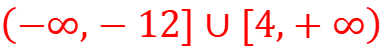 (−∞, − 12] ∪ [4, + ∞)